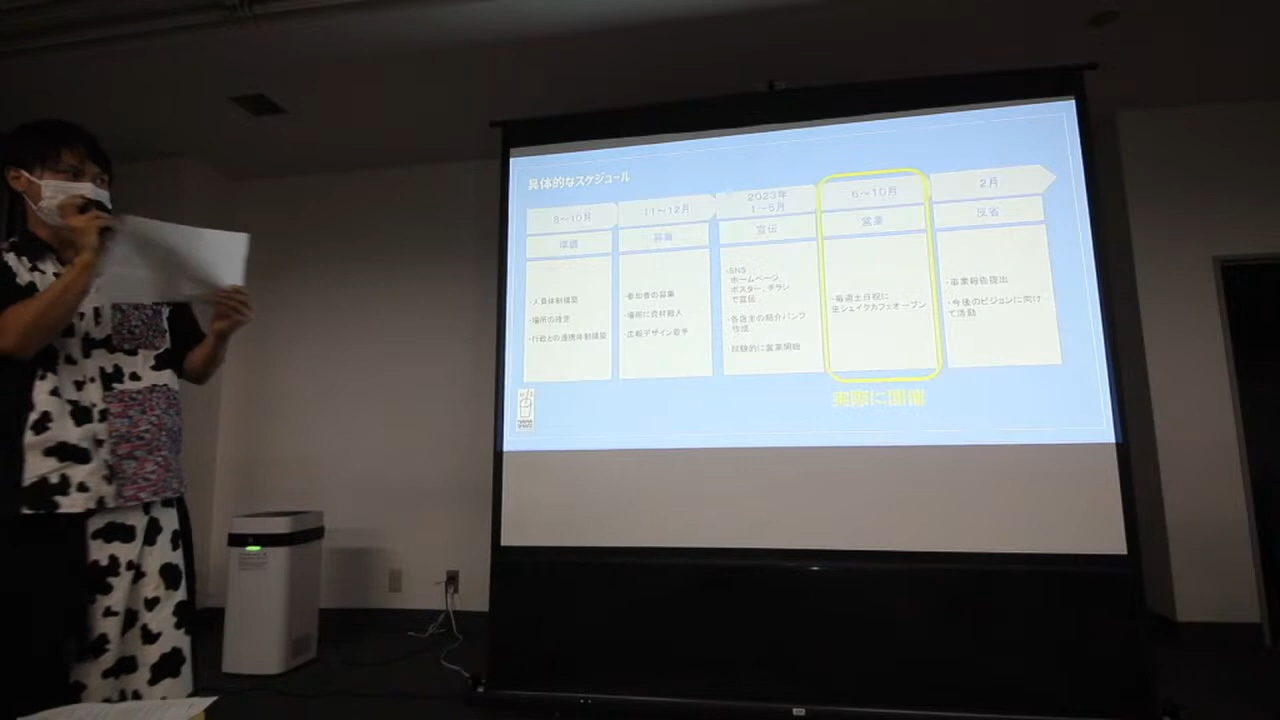 具体的なスケジュール
8～10月
準備
・人員体制構築
・場所の確定
・行政との連携体制構築
11～12月
募集
・参加者の募集
・場所に資材搬入
・広報デザイン着手
2023年
1～5月
宣伝
・SNS
ホームページ
ポスター、チラシ
で宣伝
・各店主の紹介パンフ
作成
・試験的に営業開始
6～10月
営業
・毎週土日祝に
生シェイクカフェオープン
実際に開催
2月
反省
・事業報告提出
・今後のビジョンに向け
て活動